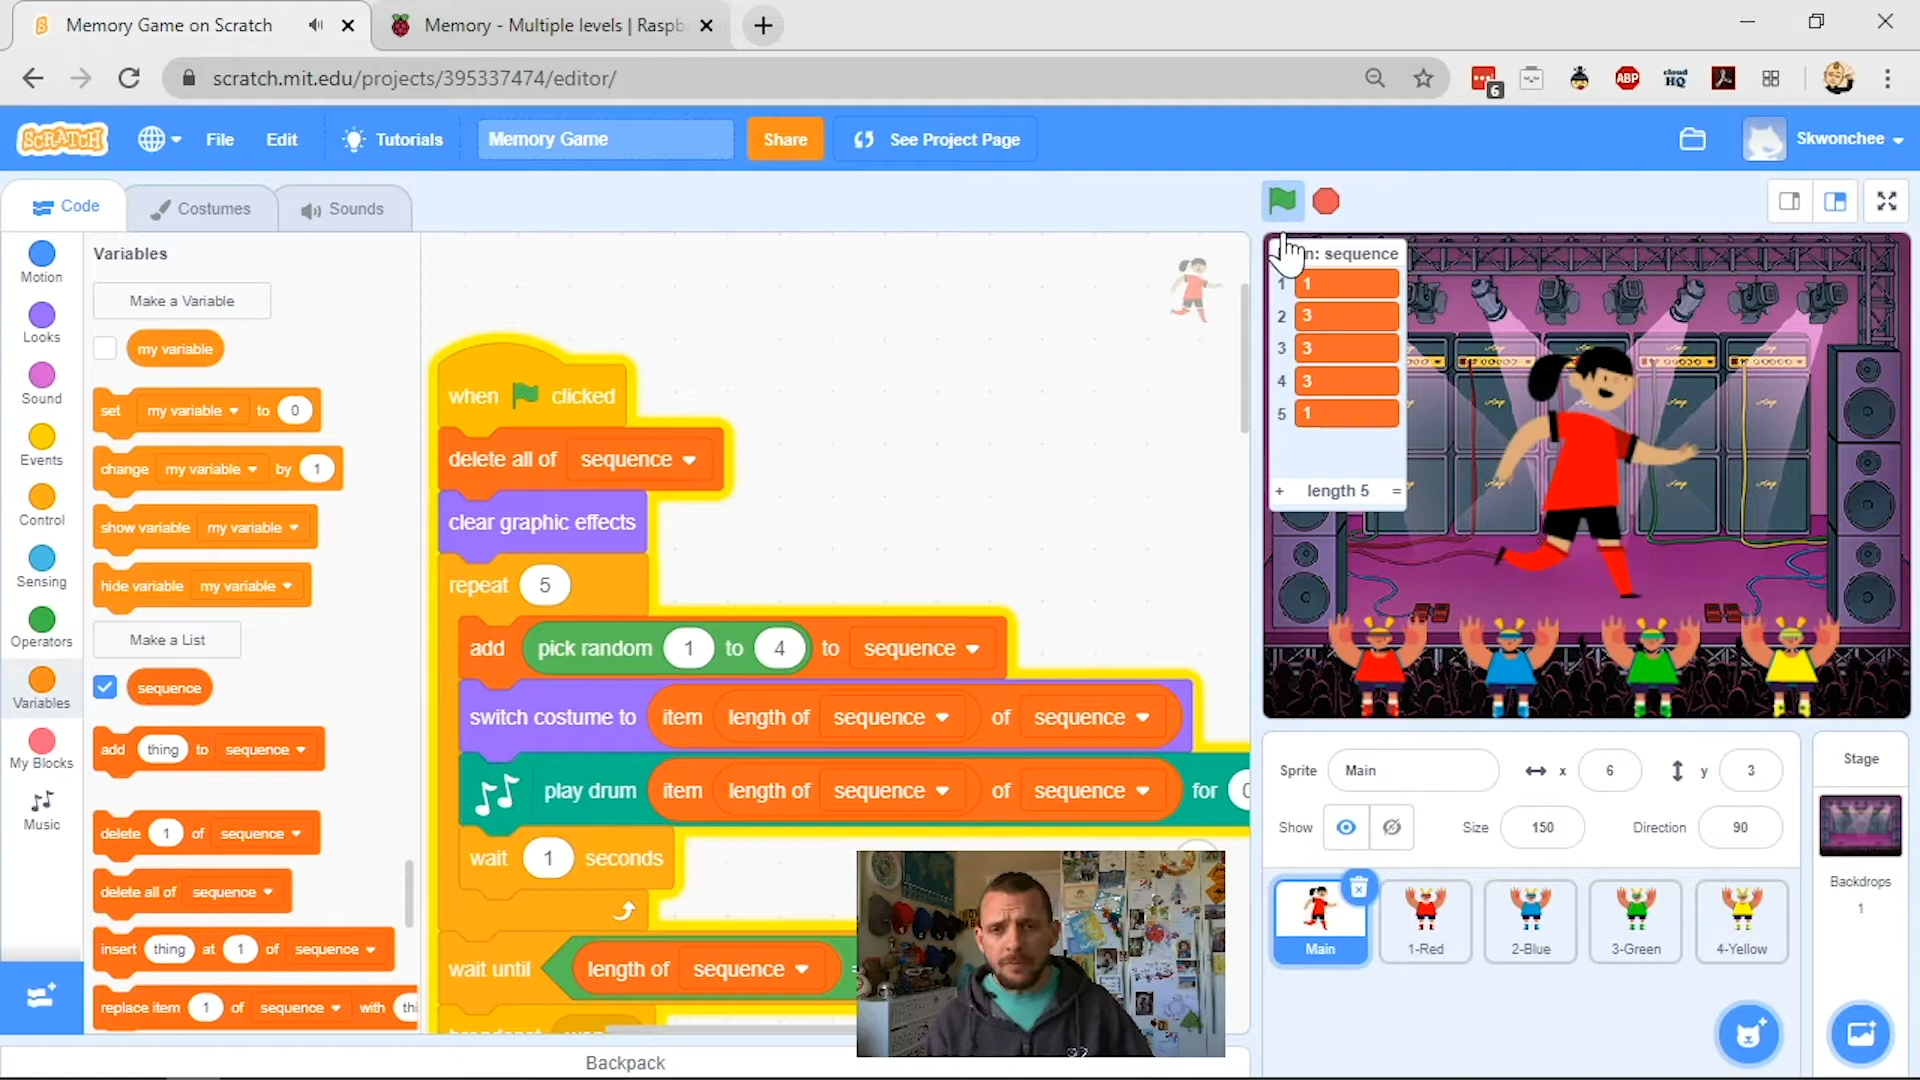 Memory Game on Scratch
Memory - Multiple levels | Raspb
scratch.mit.edu/projects/395337474/editor/
6
ABP
cloud HQ
SCRATCH
File
Edit
Tutorials
Memory Game
Share
See Project Page
Skwonchee
Code
Costumes
Sounds
Motion
Looks
Sound
Events
Control
Sensing
Operators
Variables
My Blocks
Music
Variables
Make a Variable
my variable
set my variable to 0
change my variable by 1
show variable my variable
hide variable my variable
Make a List
sequence
add thing to sequence
delete 1 of sequence
delete all of sequence
insert thing at 1 of sequence
replace item 1 of sequence with thi
when clicked
delete all of sequence
clear graphic effects
repeat 5
add pick random 1 to 4 to sequence
switch costume to item length of sequence of sequence
play drum item length of sequence of sequence for 0
wait 1 seconds
wait until length of sequence =
Backpack
n: sequence
1 1
2 3
3 3
4 3
5 1
+ length 5 =
Sprite Main x 6 y 3
Show Size 150 Direction 90
Main
1-Red
2-Blue
3-Green
4-Yellow
Stage
Backdrops
1